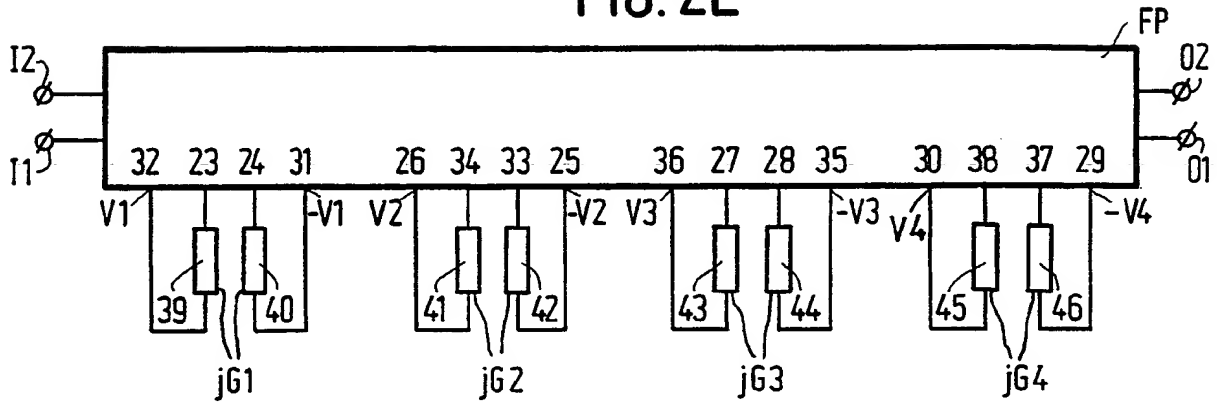 FIG. 2E
FP
I2
O2
I1
O1
32 23 24 31 26 34 33 25 36 27 28 35 30 38 37 29
V1 -V1 V2 -V2 V3 -V3 V4 -V4
39 40 41 42 43 44 45 46
jG1 jG2 jG3 jG4